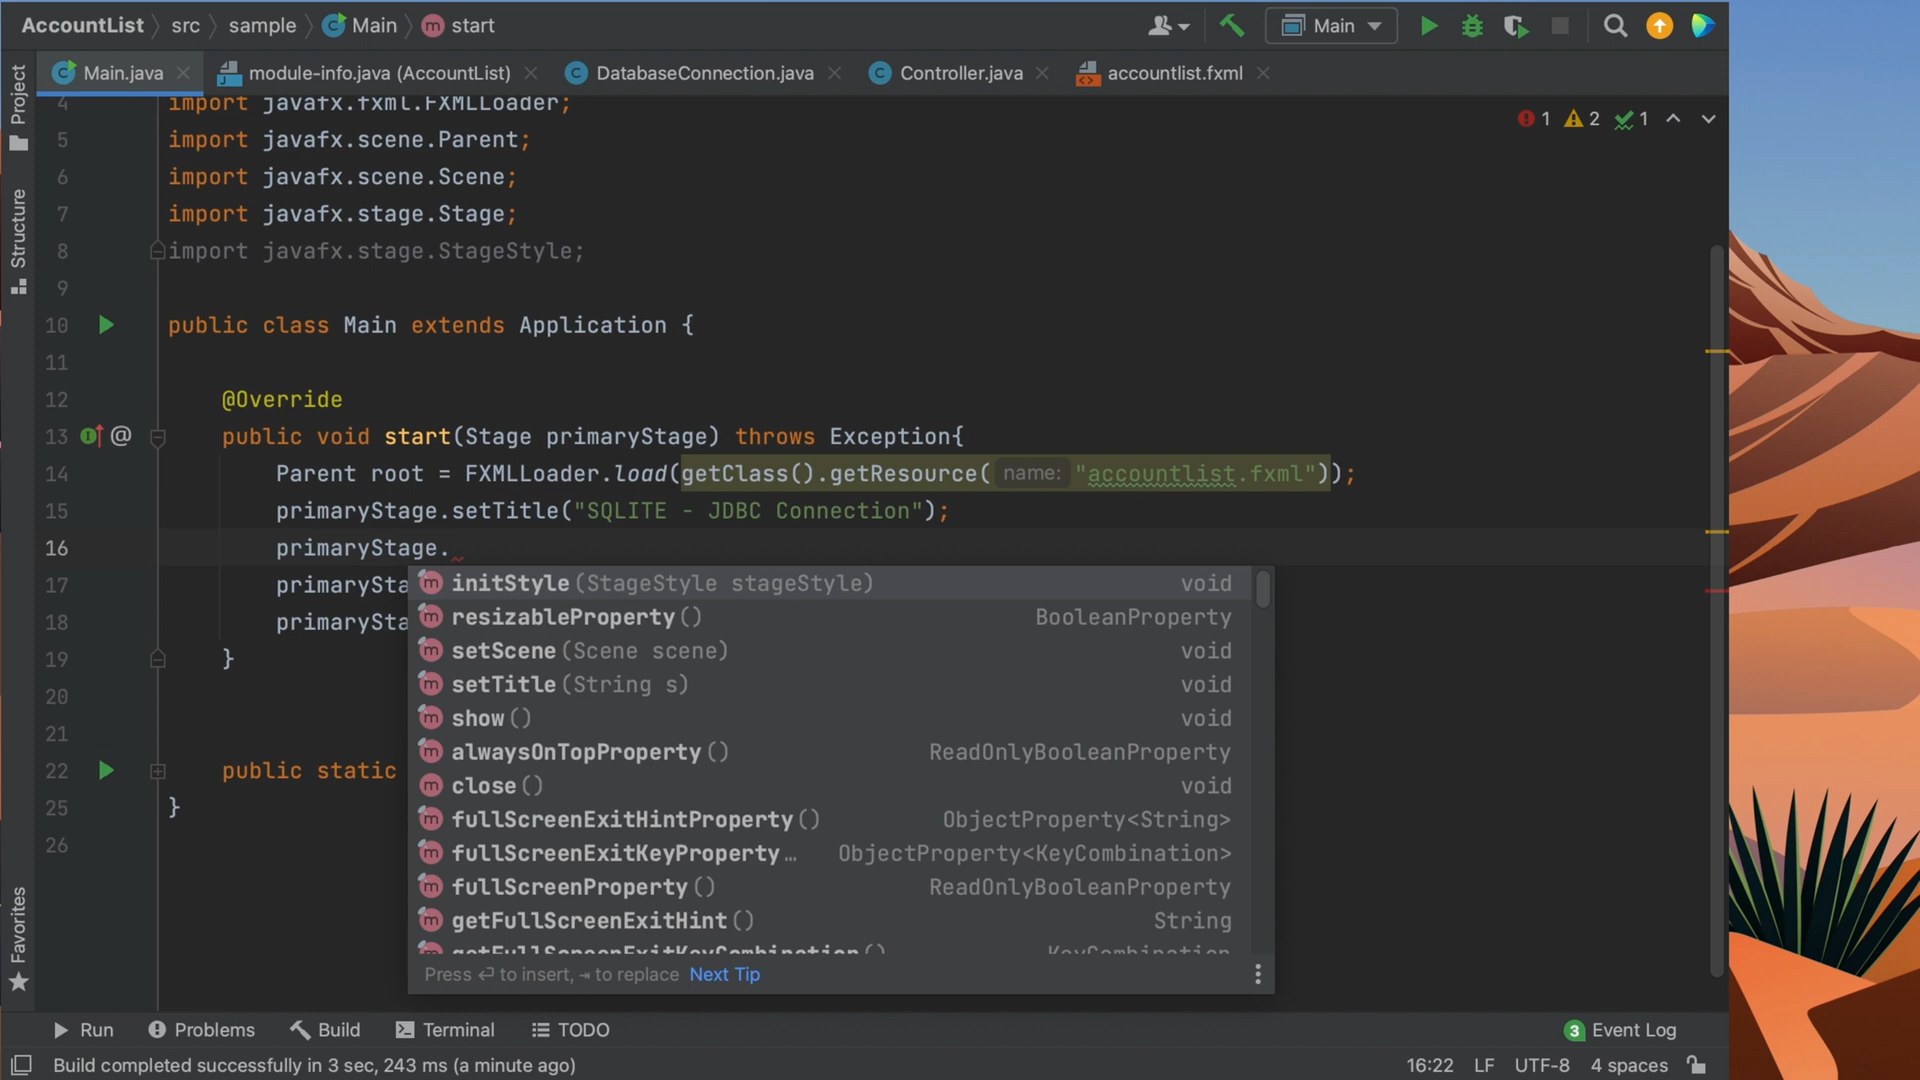 AccountList src sample Main start
Main
Main.java module-info.java (AccountList) DatabaseConnection.java Controller.java accountlist.fxml
Project
Structure
Favorites
1 2 1
4 import javafx.fxml.FXMLLoader;
5 import javafx.scene.Parent;
6 import javafx.scene.Scene;
7 import javafx.stage.Stage;
8 import javafx.stage.StageStyle;
9
10 public class Main extends Application {
11
12 @Override
13 @ public void start(Stage primaryStage) throws Exception{
14 Parent root = FXMLLoader.load(getClass().getResource( name: "accountlist.fxml"));
15 primaryStage.setTitle("SQLITE - JDBC Connection");
16 primaryStage.
17 primarySta
18 primarySta
19 }
20
21
22 public static
25 }
26
initStyle(StageStyle stageStyle) void
resizableProperty() BooleanProperty
setScene(Scene scene) void
setTitle(String s) void
show() void
alwaysOnTopProperty() ReadOnlyBooleanProperty
close() void
fullScreenExitHintProperty() ObjectProperty<String>
fullScreenExitKeyProperty… ObjectProperty<KeyCombination>
fullScreenProperty() ReadOnlyBooleanProperty
getFullScreenExitHint() String
getFullScreenExitKeyCombination() KeyCombination
Press ⏎ to insert, ⇥ to replace Next Tip
Run Problems Build Terminal TODO 3 Event Log
Build completed successfully in 3 sec, 243 ms (a minute ago) 16:22 LF UTF-8 4 spaces